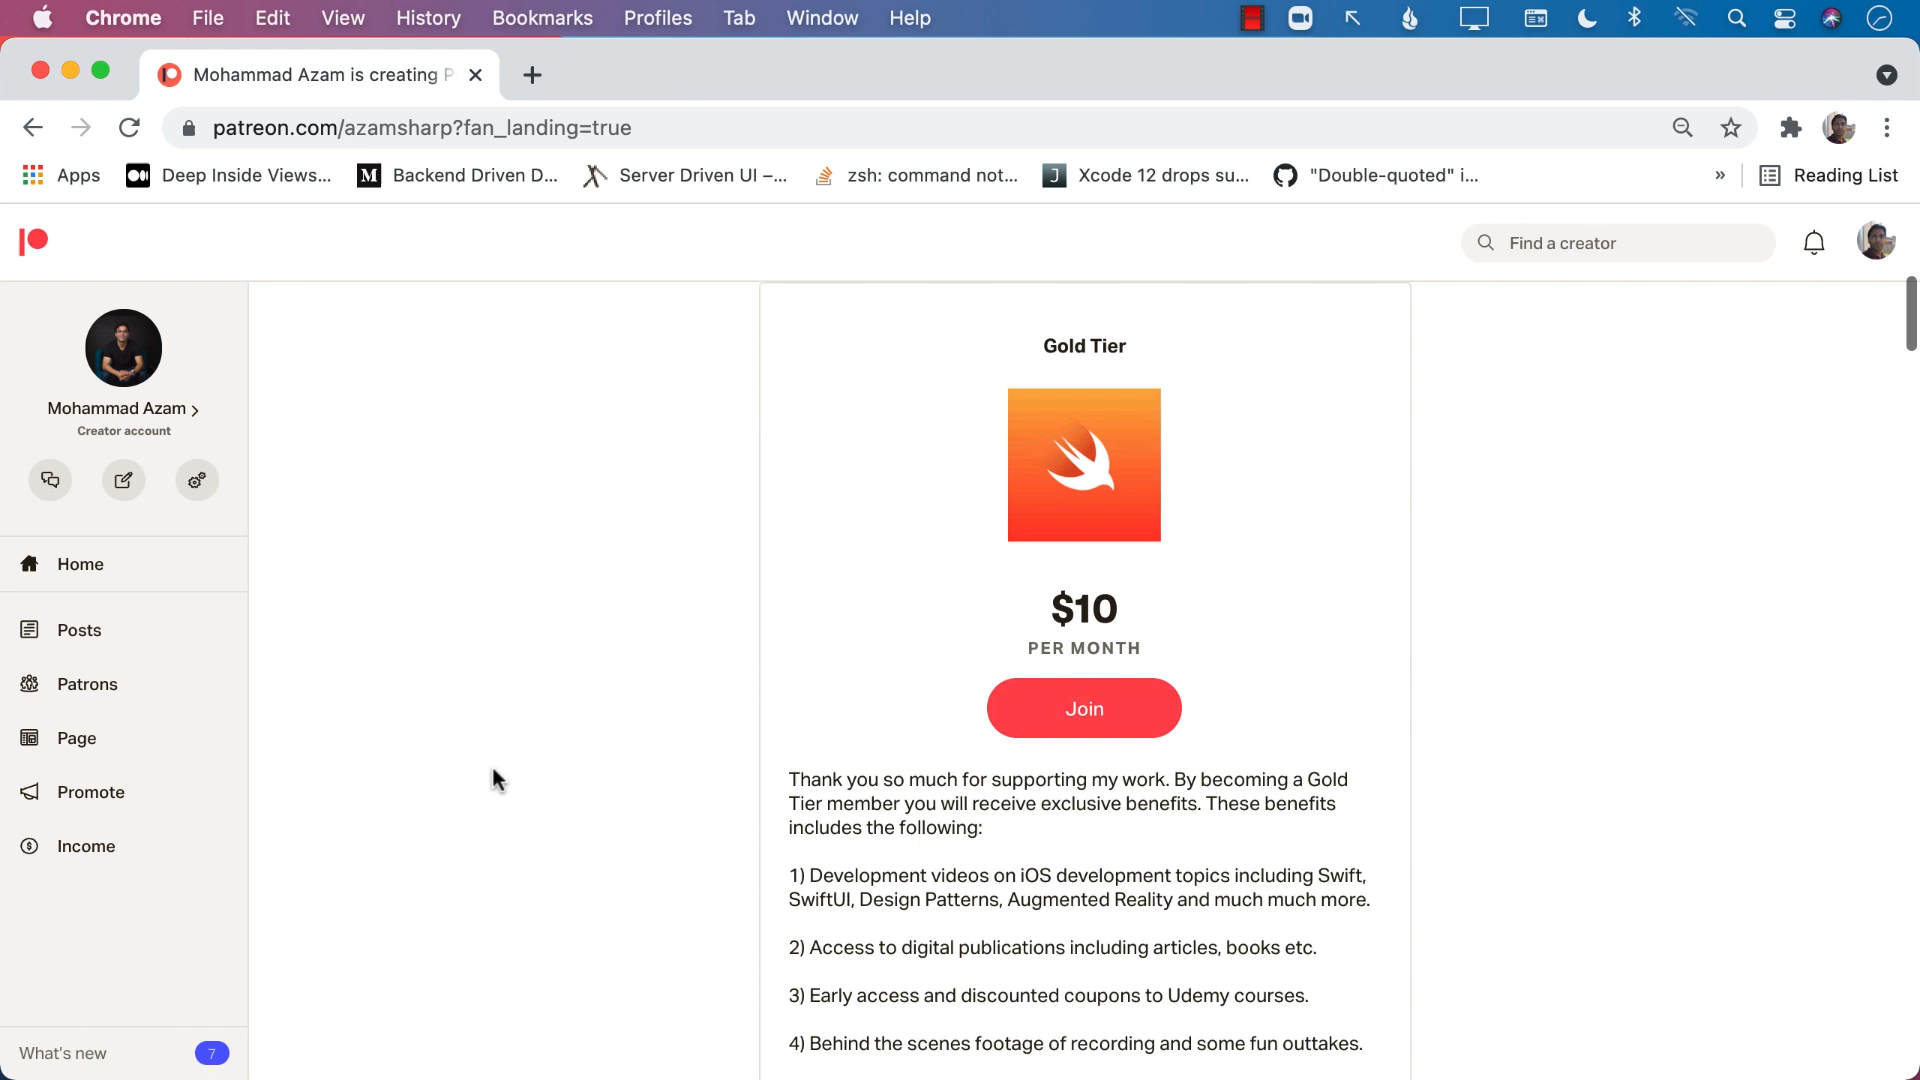 Chrome File Edit View History Bookmarks Profiles Tab Window Help
Mohammad Azam is creating P
patreon.com/azamsharp?fan_landing=true
Apps Deep Inside Views... Backend Driven D... Server Driven UI –... zsh: command not... Xcode 12 drops su... "Double-quoted" i... » Reading List
Find a creator
Mohammad Azam
Creator account
Home
Posts
Patrons
Page
Promote
Income
What's new 7
Gold Tier
$10
PER MONTH
Join
Thank you so much for supporting my work. By becoming a Gold
Tier member you will receive exclusive benefits. These benefits
includes the following:
1) Development videos on iOS development topics including Swift,
SwiftUI, Design Patterns, Augmented Reality and much much more.
2) Access to digital publications including articles, books etc.
3) Early access and discounted coupons to Udemy courses.
4) Behind the scenes footage of recording and some fun outtakes.